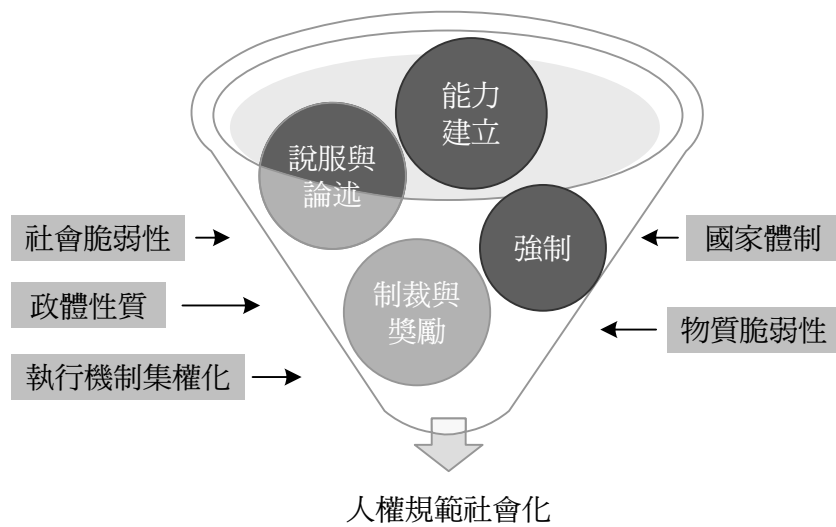 能力
建立
說服與
論述
社會脆弱性
強制
國家體制
政體性質
制裁與
獎勵
物質脆弱性
執行機制集權化
人權規範社會化